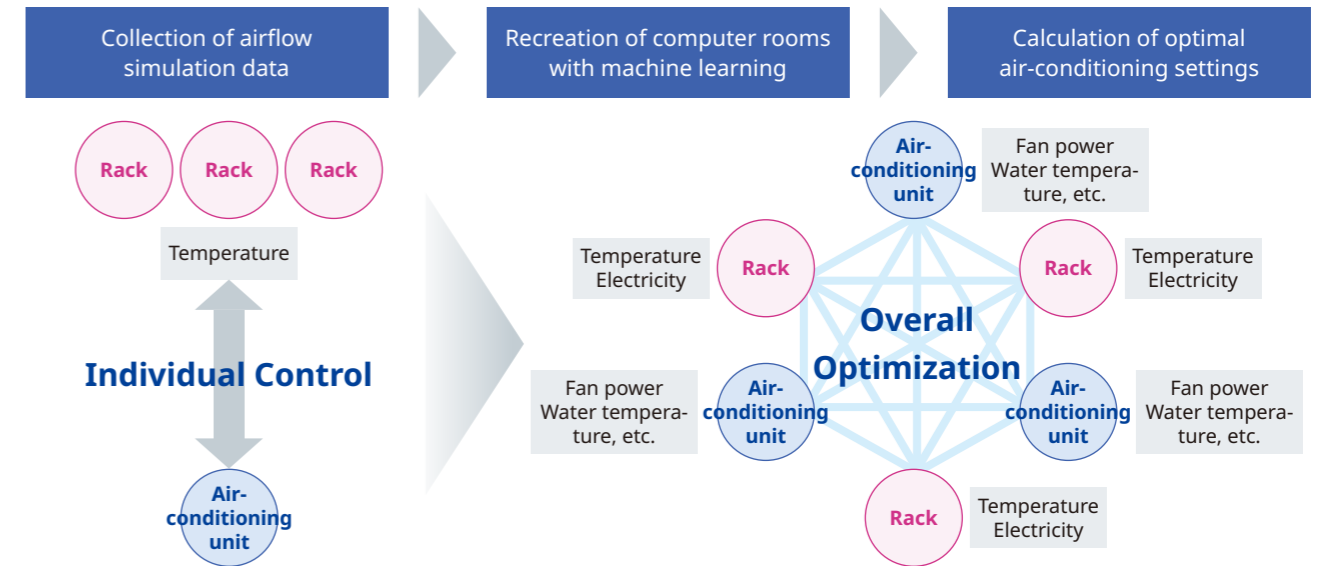 Collection of airflow
simulation data
Recreation of computer rooms
with machine learning
Calculation of optimal
air-conditioning settings
Rack
Rack
Rack
Temperature
Individual Control
Air-
conditioning
unit
Air-
conditioning
unit
Fan power
Water tempera-
ture, etc.
Temperature
Electricity
Rack
Rack
Temperature
Electricity
Overall
Optimization
Fan power
Water tempera-
ture, etc.
Air-
conditioning
unit
Air-
conditioning
unit
Fan power
Water tempera-
ture, etc.
Rack
Temperature
Electricity